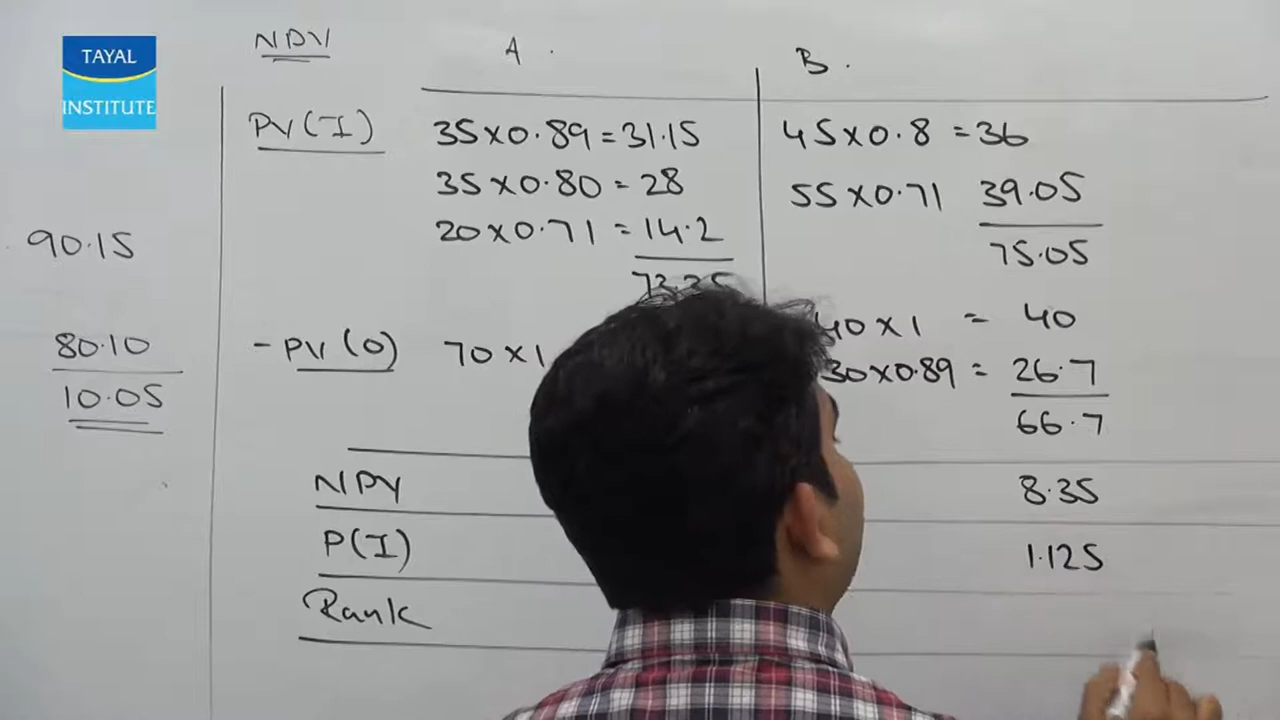 TAYAL
INSTITUTE
NPV
A.
B.
PV(I)
35×0.89=31.15
35×0.80=28
20×0.71=14.2
45×0.8=36
55×0.71 39.05
75.05
90.15
80.10
10.05
-PV(O)
70×1
40×1 = 40
30×0.89= 26.7
66.7
NPV
8.35
P(I)
1.125
Rank